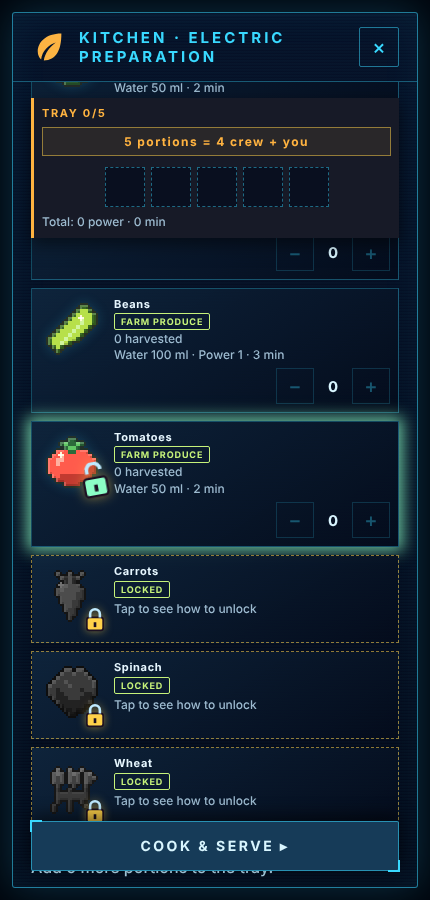 KITCHEN · ELECTRIC
PREPARATION
×
Water 50 ml · 2 min
TRAY 0/5
5 portions = 4 crew + you
Total: 0 power · 0 min
− 0 +
Beans
FARM PRODUCE
0 harvested
Water 100 ml · Power 1 · 3 min
− 0 +
Tomatoes
FARM PRODUCE
0 harvested
Water 50 ml · 2 min
− 0 +
Carrots
LOCKED
Tap to see how to unlock
Spinach
LOCKED
Tap to see how to unlock
Wheat
LOCKED
Tap to see how to unlock
COOK & SERVE ▸